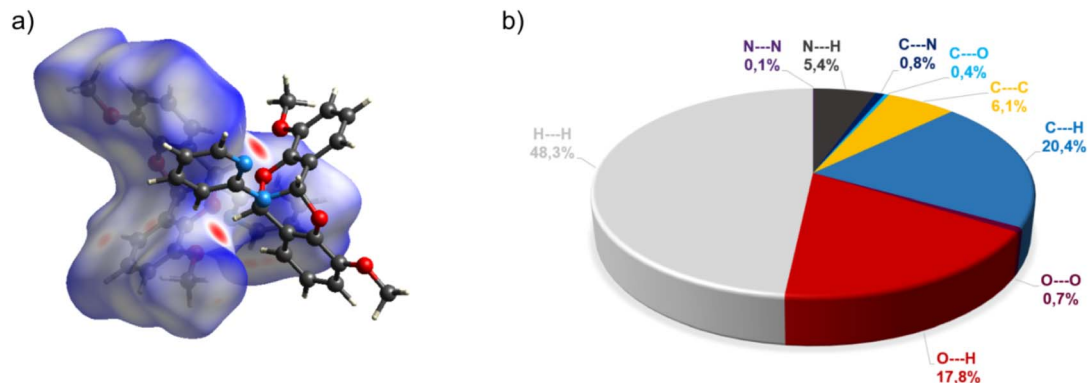 a)
b)
N---N
0,1%
N---H
5,4%
C---N
0,8%
C---O
0,4%
C---C
6,1%
C---H
20,4%
O---O
0,7%
O---H
17,8%
H---H
48,3%